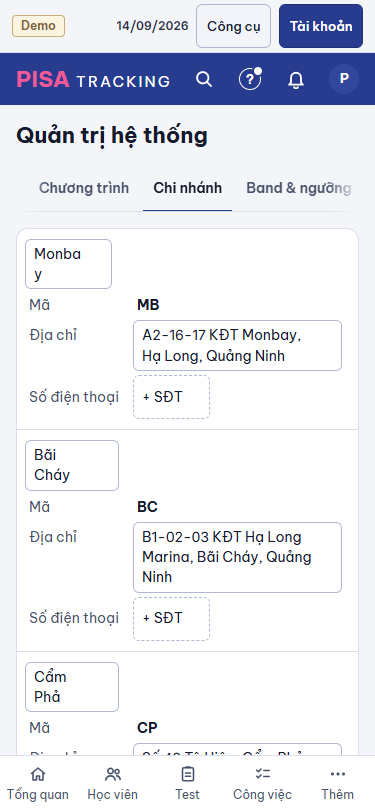 Demo
14/09/2026
Công cụ
Tài khoản
PISA TRACKING
?
P
Quản trị hệ thống
Chương trình
Chi nhánh
Band & ngưỡng
Monba
y
Mã
MB
Địa chỉ
A2-16-17 KĐT Monbay,
Hạ Long, Quảng Ninh
Số điện thoại
+ SĐT
Bãi
Cháy
Mã
BC
Địa chỉ
B1-02-03 KĐT Hạ Long
Marina, Bãi Cháy, Quảng
Ninh
Số điện thoại
+ SĐT
Cẩm
Phả
Mã
CP
Tổng quan
Học viên
Test
Công việc
Thêm